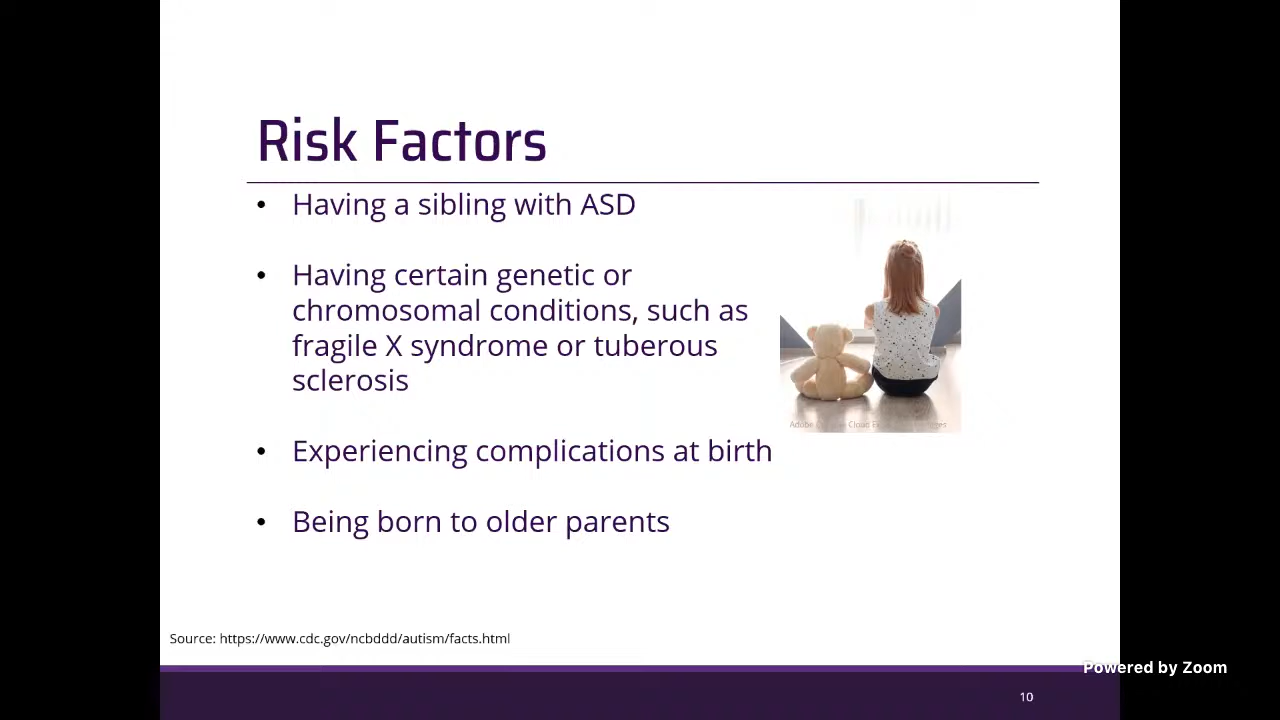 Risk Factors
• Having a sibling with ASD
• Having certain genetic or
chromosomal conditions, such as
fragile X syndrome or tuberous
sclerosis
• Experiencing complications at birth
• Being born to older parents
Adobe Cloud
Source: https://www.cdc.gov/ncbddd/autism/facts.html
Powered by Zoom
10